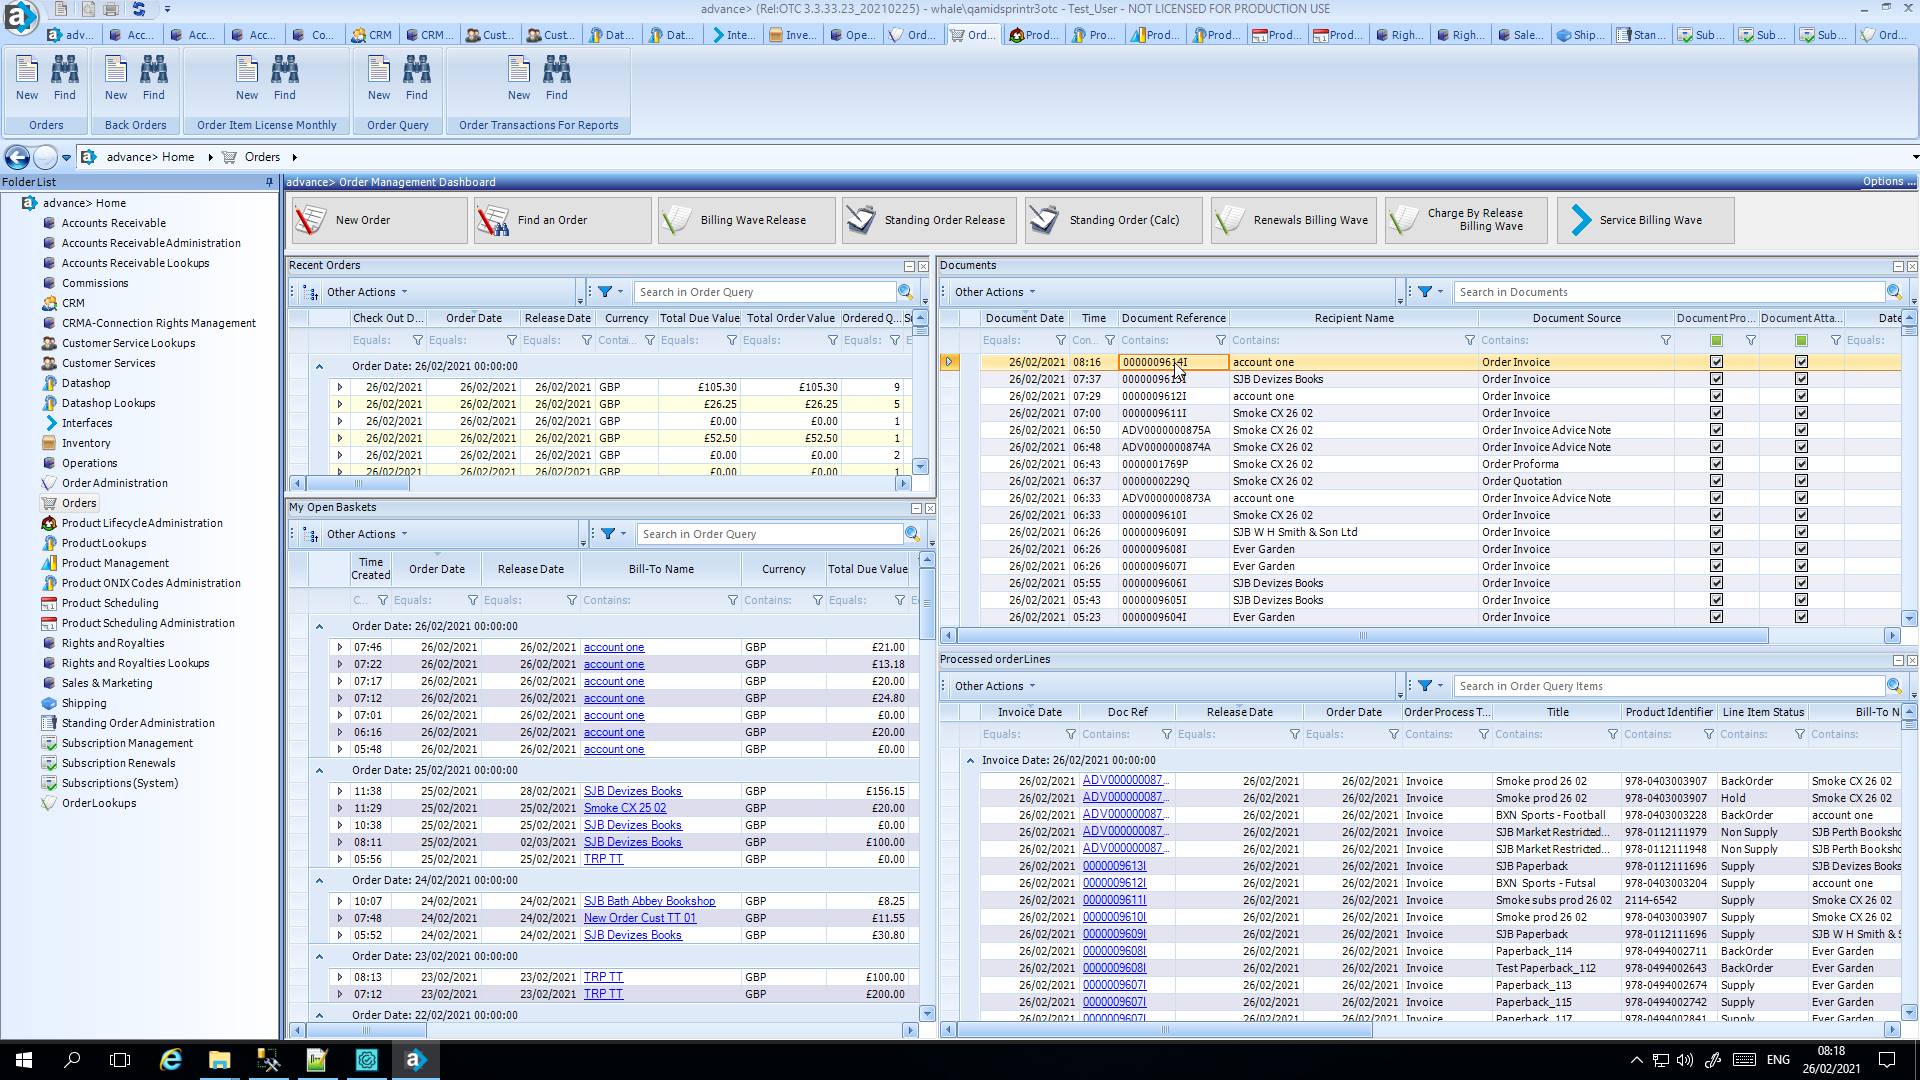 advance> (Rel:OTC 3.3.33.23_20210225) - whale\qamidsprintr3otc - Test_User - NOT LICENSED FOR PRODUCTION USE
adv... Acc... Acc... Acc... Co... CRM CRM... Cust... Cust... Dat... Dat... Inte... Inve... Ope... Ord... Ord... Prod... Pro... Prod... Prod... Prod... Prod... Righ... Righ... Sale... Ship... Stan... Sub... Sub... Sub... Ord...
New Find New Find New Find New Find New Find
Orders Back Orders Order Item License Monthly Order Query Order Transactions For Reports
advance> Home Orders
Folder List
advance> Home
Accounts Receivable
Accounts Receivable Administration
Accounts Receivable Lookups
Commissions
CRM
CRMA-Connection Rights Management
Customer Service Lookups
Customer Services
Datashop
Datashop Lookups
Interfaces
Inventory
Operations
Order Administration
Orders
Product Lifecycle Administration
Product Lookups
Product Management
Product ONIX Codes Administration
Product Scheduling
Product Scheduling Administration
Rights and Royalties
Rights and Royalties Lookups
Sales & Marketing
Shipping
Standing Order Administration
Subscription Management
Subscription Renewals
Subscriptions (System)
Order Lookups
advance> Order Management Dashboard Options ...
New Order Find an Order Billing Wave Release Standing Order Release Standing Order (Calc) Renewals Billing Wave Charge By Release Billing Wave Service Billing Wave
Recent Orders
Other Actions Search in Order Query
Check Out D... Order Date Release Date Currency Total Due Value Total Order Value Ordered Q...
Equals: Equals: Equals: Contai... Equals: Equals: Equals:
Order Date: 26/02/2021 00:00:00
26/02/2021 26/02/2021 26/02/2021 GBP £105.30 £105.30 9
26/02/2021 26/02/2021 26/02/2021 GBP £26.25 £26.25 5
26/02/2021 26/02/2021 26/02/2021 GBP £0.00 £0.00 1
26/02/2021 26/02/2021 26/02/2021 GBP £52.50 £52.50 1
26/02/2021 26/02/2021 26/02/2021 GBP £0.00 £0.00 2
26/02/2021 26/02/2021 26/02/2021 GBP £0.00 £0.00 1
My Open Baskets
Other Actions Search in Order Query
Time Created Order Date Release Date Bill-To Name Currency Total Due Value
C... Equals: Equals: Contains: Contains: Equals:
Order Date: 26/02/2021 00:00:00
07:46 26/02/2021 26/02/2021 account one GBP £21.00
07:22 26/02/2021 26/02/2021 account one GBP £13.18
07:17 26/02/2021 26/02/2021 account one GBP £20.00
07:12 26/02/2021 26/02/2021 account one GBP £24.80
07:01 26/02/2021 26/02/2021 account one GBP £0.00
06:16 26/02/2021 26/02/2021 account one GBP £20.00
05:48 26/02/2021 26/02/2021 account one GBP £0.00
Order Date: 25/02/2021 00:00:00
11:38 25/02/2021 28/02/2021 SJB Devizes Books GBP £156.15
11:29 25/02/2021 25/02/2021 Smoke CX 25 02 GBP £20.00
10:38 25/02/2021 25/02/2021 SJB Devizes Books GBP £0.00
08:11 25/02/2021 02/03/2021 SJB Devizes Books GBP £100.00
05:56 25/02/2021 25/02/2021 TRP TT GBP £0.00
Order Date: 24/02/2021 00:00:00
10:07 24/02/2021 24/02/2021 SJB Bath Abbey Bookshop GBP £8.25
07:48 24/02/2021 24/02/2021 New Order Cust TT 01 GBP £11.55
05:52 24/02/2021 24/02/2021 SJB Devizes Books GBP £30.80
Order Date: 23/02/2021 00:00:00
08:13 23/02/2021 23/02/2021 TRP TT GBP £100.00
07:12 23/02/2021 23/02/2021 TRP TT GBP £200.00
Order Date: 22/02/2021 00:00:00
Documents
Other Actions Search in Documents
Document Date Time Document Reference Recipient Name Document Source Document Pro... Document Atta... Date
Equals: Con... Contains: Contains: Contains: Equals:
26/02/2021 08:16 0000009614I account one Order Invoice
26/02/2021 07:37 0000009613I SJB Devizes Books Order Invoice
26/02/2021 07:29 0000009612I account one Order Invoice
26/02/2021 07:00 0000009611I Smoke CX 26 02 Order Invoice
26/02/2021 06:50 ADV0000000875A Smoke CX 26 02 Order Invoice Advice Note
26/02/2021 06:48 ADV0000000874A Smoke CX 26 02 Order Invoice Advice Note
26/02/2021 06:43 0000001769P Smoke CX 26 02 Order Proforma
26/02/2021 06:37 0000000229Q Smoke CX 26 02 Order Quotation
26/02/2021 06:33 ADV0000000873A account one Order Invoice Advice Note
26/02/2021 06:33 0000009610I Smoke CX 26 02 Order Invoice
26/02/2021 06:26 0000009609I SJB W H Smith & Son Ltd Order Invoice
26/02/2021 06:26 0000009608I Ever Garden Order Invoice
26/02/2021 06:26 0000009607I Ever Garden Order Invoice
26/02/2021 05:55 0000009606I SJB Devizes Books Order Invoice
26/02/2021 05:43 0000009605I SJB Devizes Books Order Invoice
26/02/2021 05:23 0000009604I Ever Garden Order Invoice
Processed orderLines
Other Actions Search in Order Query Items
Invoice Date Doc Ref Release Date Order Date Order Process T... Title Product Identifier Line Item Status Bill-To N
Equals: Contains: Equals: Equals: Contains: Contains: Contains: Contains: Contains:
Invoice Date: 26/02/2021 00:00:00
26/02/2021 ADV000000087... 26/02/2021 26/02/2021 Invoice Smoke prod 26 02 978-0403003907 BackOrder Smoke CX 26 02
26/02/2021 ADV000000087... 26/02/2021 26/02/2021 Invoice Smoke prod 26 02 978-0403003907 Hold Smoke CX 26 02
26/02/2021 ADV000000087... 26/02/2021 26/02/2021 Invoice BXN Sports - Football 978-0403003228 BackOrder account one
26/02/2021 ADV000000087... 26/02/2021 26/02/2021 Invoice SJB Market Restricted... 978-0112111979 Non Supply SJB Perth Booksho
26/02/2021 ADV000000087... 26/02/2021 26/02/2021 Invoice SJB Market Restricted... 978-0112111948 Non Supply SJB Perth Booksho
26/02/2021 0000009613I 26/02/2021 26/02/2021 Invoice SJB Paperback 978-0112111696 Supply SJB Devizes Books
26/02/2021 0000009612I 26/02/2021 26/02/2021 Invoice BXN Sports - Futsal 978-0403003204 Supply account one
26/02/2021 0000009611I 26/02/2021 26/02/2021 Invoice Smoke subs prod 26 02 2114-6542 Supply Smoke CX 26 02
26/02/2021 0000009610I 26/02/2021 26/02/2021 Invoice Smoke prod 26 02 978-0403003907 Supply Smoke CX 26 02
26/02/2021 0000009609I 26/02/2021 26/02/2021 Invoice SJB Paperback 978-0112111696 Supply SJB W H Smith & S
26/02/2021 0000009608I 26/02/2021 26/02/2021 Invoice Paperback_114 978-0494002711 BackOrder Ever Garden
26/02/2021 0000009608I 26/02/2021 26/02/2021 Invoice Test Paperback_112 978-0494002643 BackOrder Ever Garden
26/02/2021 0000009607I 26/02/2021 26/02/2021 Invoice Paperback_113 978-0494002674 Supply Ever Garden
26/02/2021 0000009607I 26/02/2021 26/02/2021 Invoice Paperback_115 978-0494002742 Supply Ever Garden
26/02/2021 0000009607I 26/02/2021 26/02/2021 Invoice Paperback_117 978-0494002841 Supply Ever Garden
ENG
08:18
26/02/2021